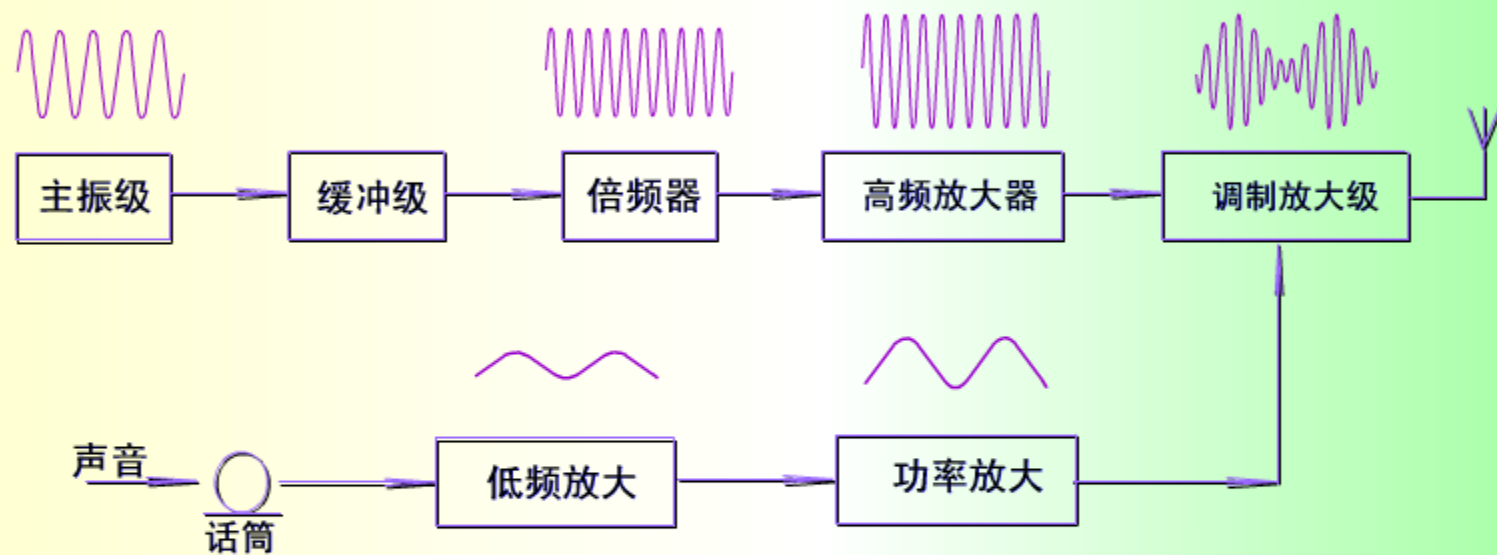 主振级
缓冲级
倍频器
高频放大器
调制放大级
声音
话筒
低频放大
功率放大